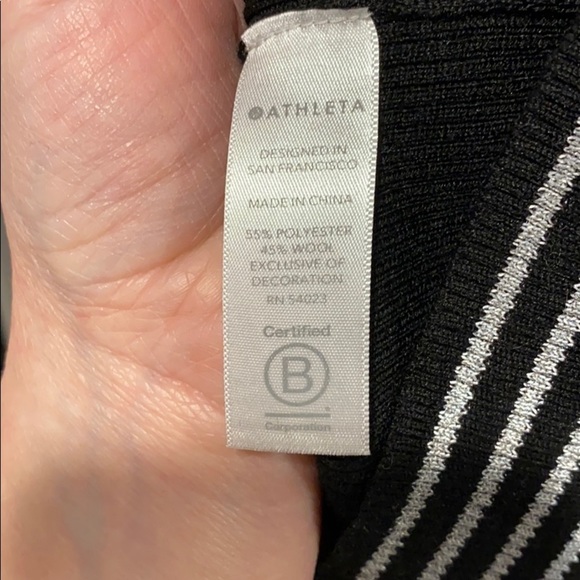 ATHLETA
DESIGNED IN
SAN FRANCISCO
MADE IN CHINA
55% POLYESTER
45% WOOL
EXCLUSIVE OF
DECORATION
RN 54023
Certified
B
Corporation